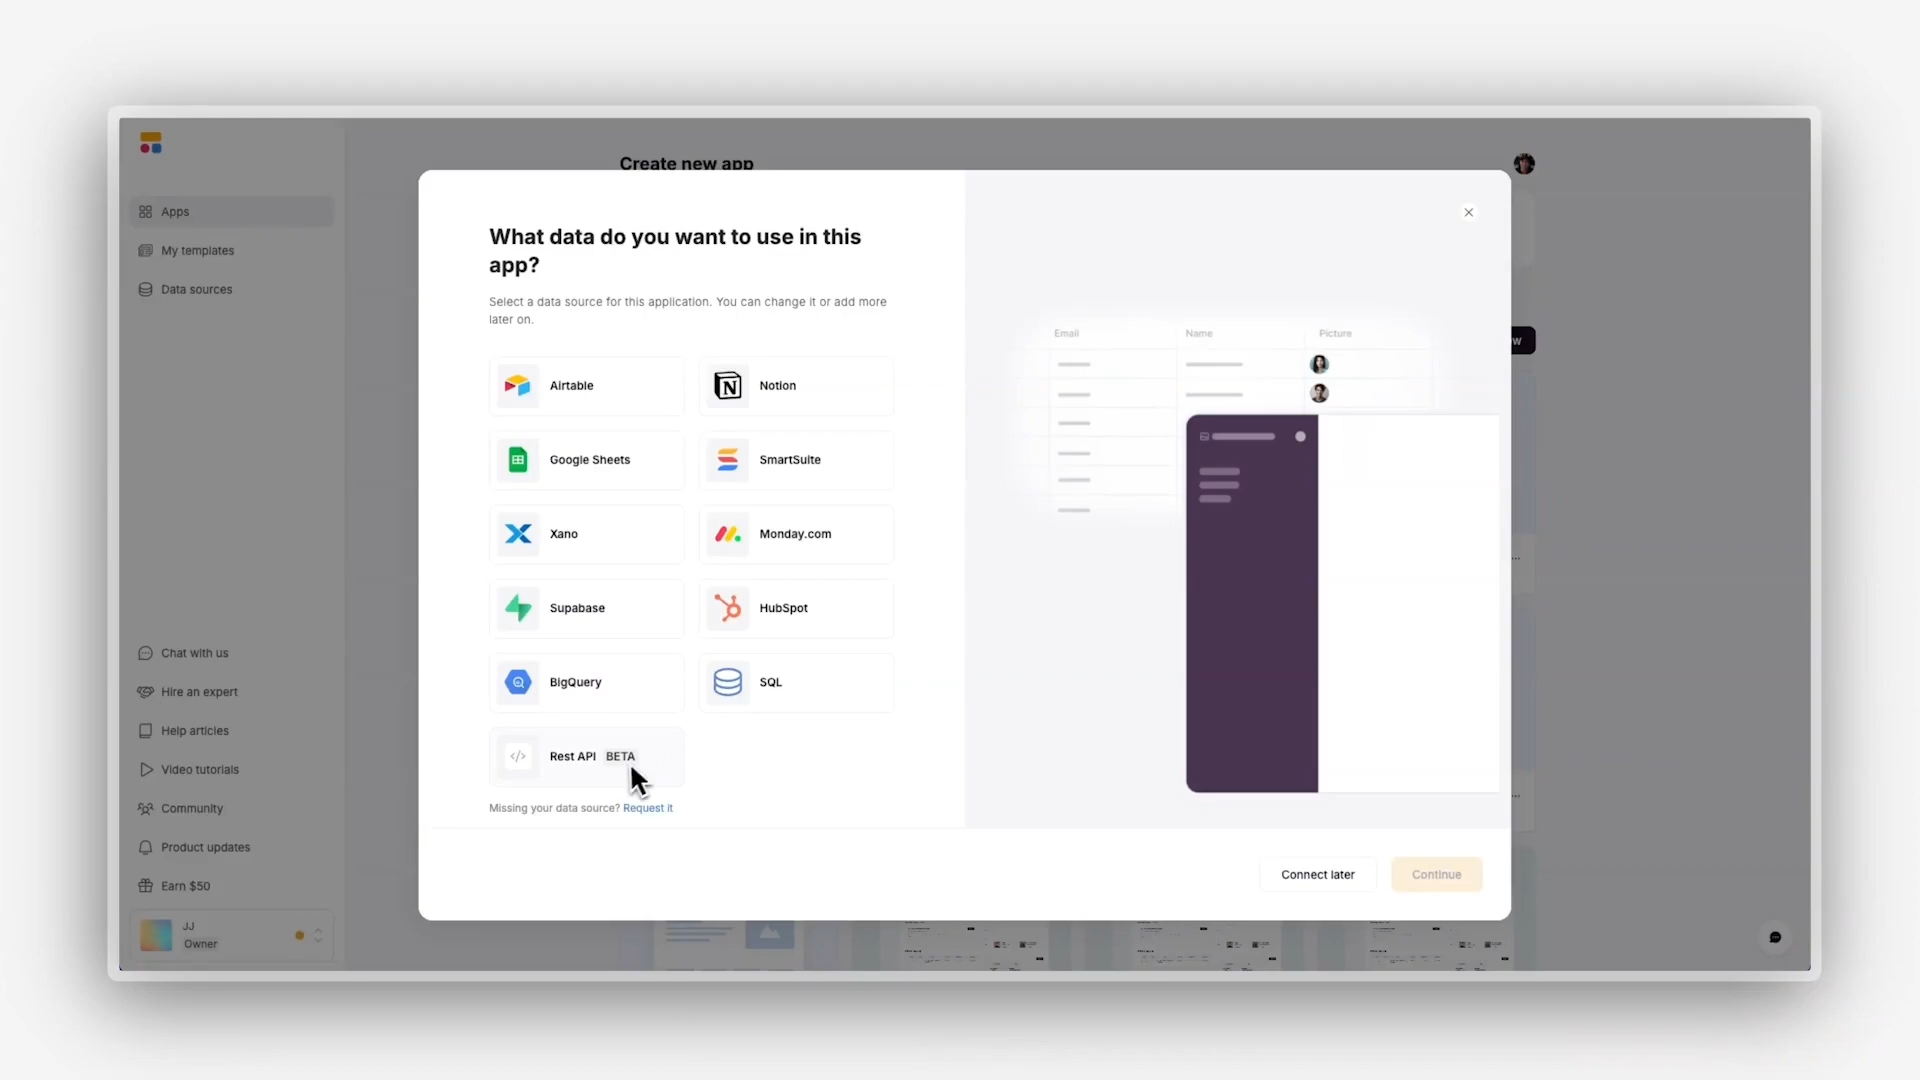 Create new app
Apps
My templates
Data sources
Chat with us
Hire an expert
Help articles
Video tutorials
Community
Product updates
Earn $50
JJ
Owner
What data do you want to use in this
app?
Select a data source for this application. You can change it or add more
later on.
Airtable
Notion
Google Sheets
SmartSuite
Xano
Monday.com
Supabase
HubSpot
BigQuery
SQL
Rest API BETA
Missing your data source? Request it
Email Name Picture
Connect later
Continue